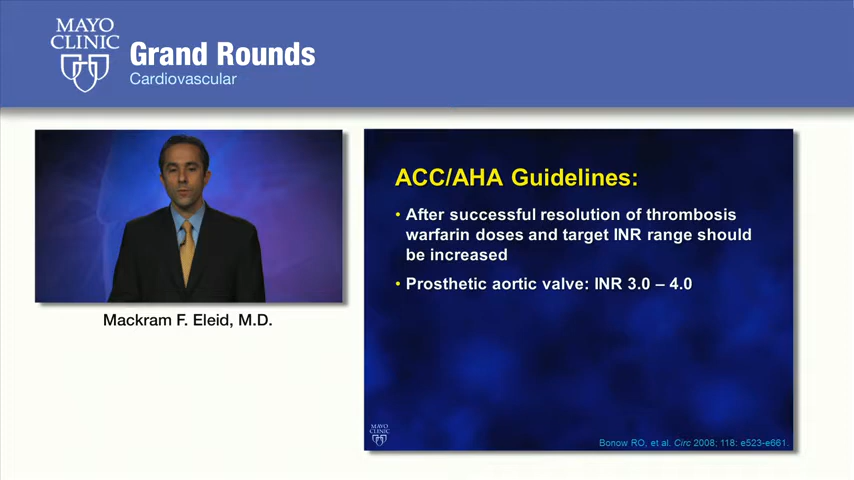 MAYO
CLINIC
Grand Rounds
Cardiovascular
Mackram F. Eleid, M.D.
ACC/AHA Guidelines:
• After successful resolution of thrombosis
warfarin doses and target INR range should
be increased
• Prosthetic aortic valve: INR 3.0 – 4.0
MAYO
CLINIC
Bonow RO, et al. Circ 2008; 118: e523-e661.